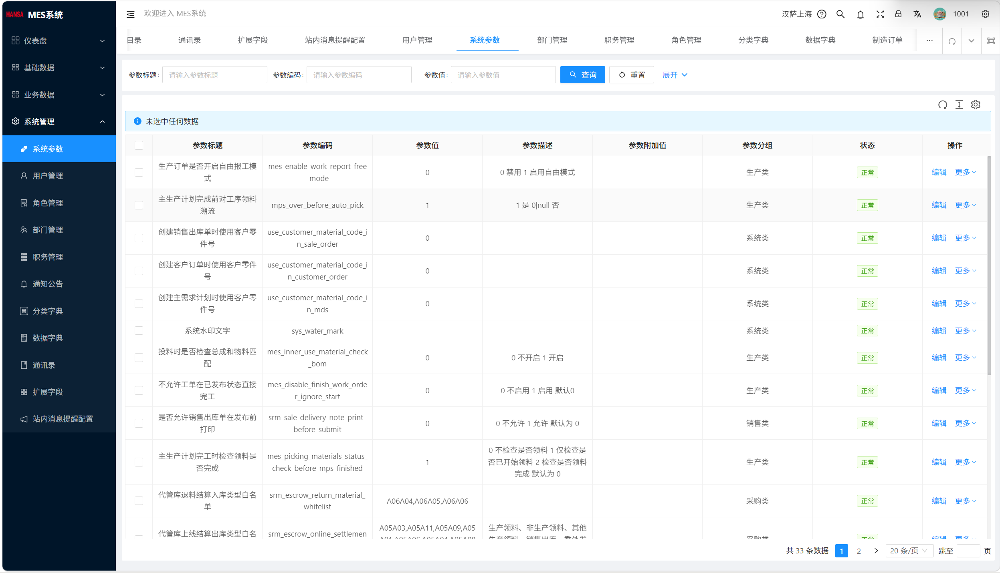 HANSA MES系统
仪表盘
基础数据
业务数据
系统管理
系统参数
用户管理
角色管理
部门管理
职务管理
通知公告
分类字典
数据字典
通讯录
扩展字段
站内消息提醒配置
欢迎进入 MES系统
汉萨上海
1001
目录 通讯录 扩展字段 站内消息提醒配置 用户管理 系统参数 部门管理 职务管理 角色管理 分类字典 数据字典 制造订单 ···
参数标题: 请输入参数标题 参数编码: 请输入参数编码 参数值: 请输入参数值 查询 重置 展开
未选中任何数据
参数标题 参数编码 参数值 参数描述 参数附加值 参数分组 状态 操作
生产订单是否开启自由报工模
式
mes_enable_work_report_free
_mode
0
0 禁用 1 启用自由模式
生产类
正常
编辑 更多
主生产计划完成前对工序领料
溯流
mps_over_before_auto_pick
1
1 是 0|null 否
生产类
正常
编辑 更多
创建销售出库单时使用客户零
件号
use_customer_material_code_i
n_sale_order
0
系统类
正常
编辑 更多
创建客户订单时使用客户零件
号
use_customer_material_code_i
n_customer_order
0
系统类
正常
编辑 更多
创建主需求计划时使用客户零
件号
use_customer_material_code_i
n_mds
0
系统类
正常
编辑 更多
系统水印文字
sys_water_mark
系统类
正常
编辑 更多
投料时是否检查总成和物料匹
配
mes_inner_use_material_check
_bom
0
0 不开启 1 开启
生产类
正常
编辑 更多
不允许工单在已发布状态直接
完工
mes_disable_finish_work_orde
r_ignore_start
0
0 不启用 1 启用 默认0
生产类
正常
编辑 更多
是否允许销售出库单在发布前
打印
srm_sale_delivery_note_print_
before_submit
0
0 不允许 1 允许 默认为 0
销售类
正常
编辑 更多
主生产计划完工时检查领料是
否完成
mes_picking_materials_status_
check_before_mps_finished
1
0 不检查是否领料 1 仅检查是
否已开始领料 2 检查是否领料
完成 默认为 0
生产类
正常
编辑 更多
代管库退料结算入库类型白名
单
srm_escrow_return_material_
whitelist
A06A04,A06A05,A06A06
采购类
正常
编辑 更多
代管库上线结算出库类型白名
srm_escrow_online_settlemen
A05A03,A05A11,A05A09,A05
生产领料、非生产领料、其他
采购类
正常
编辑 更多
共 33 条数据 1 2 20 条/页 跳至 页